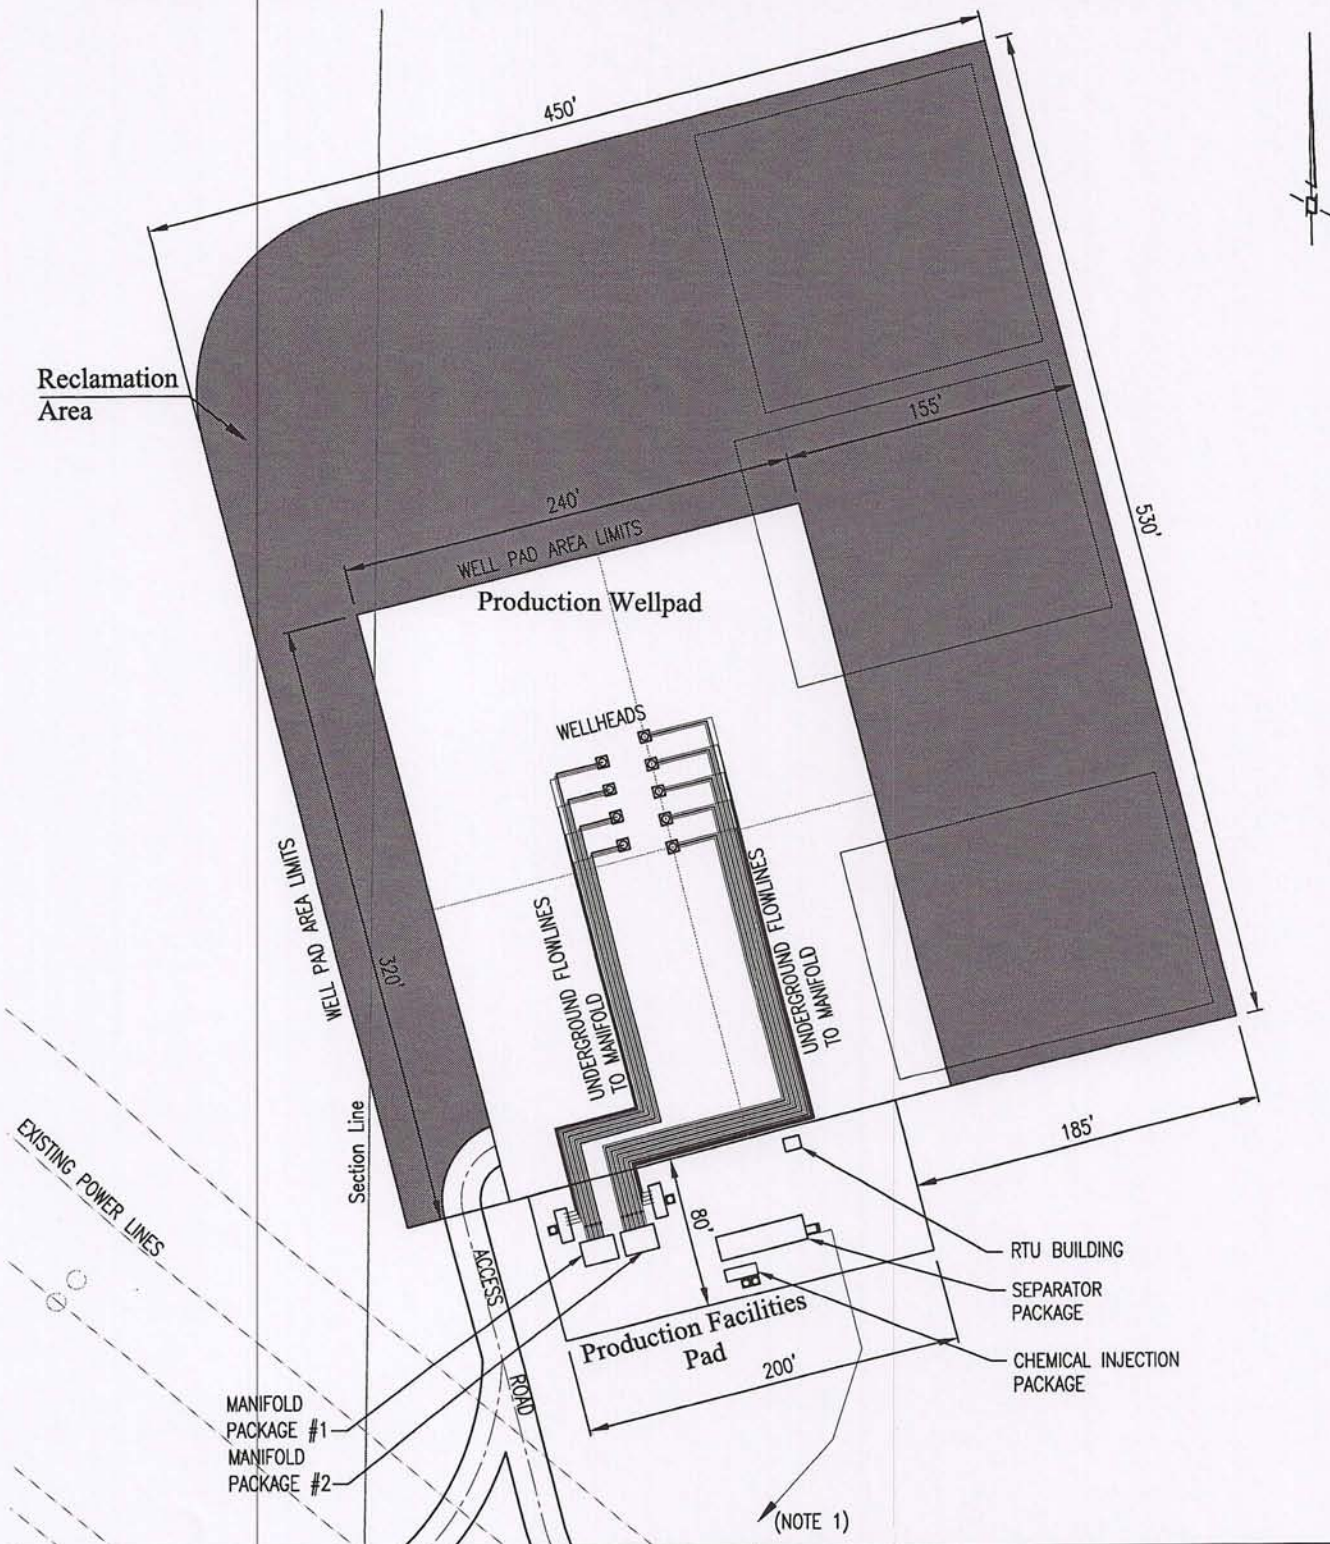 450'
Reclamation
Area
155'
240'
WELL PAD AREA LIMITS
530'
Production Wellpad
WELLHEADS
WELL PAD AREA LIMITS
320'
UNDERGROUND FLOWLINES
TO MANIFOLD
UNDERGROUND FLOWLINES
TO MANIFOLD
Section Line
EXISTING POWER LINES
185'
80'
ACCESS
ROAD
RTU BUILDING
SEPARATOR
PACKAGE
CHEMICAL INJECTION
PACKAGE
Production Facilities
Pad
200'
MANIFOLD
PACKAGE #1
MANIFOLD
PACKAGE #2
(NOTE 1)